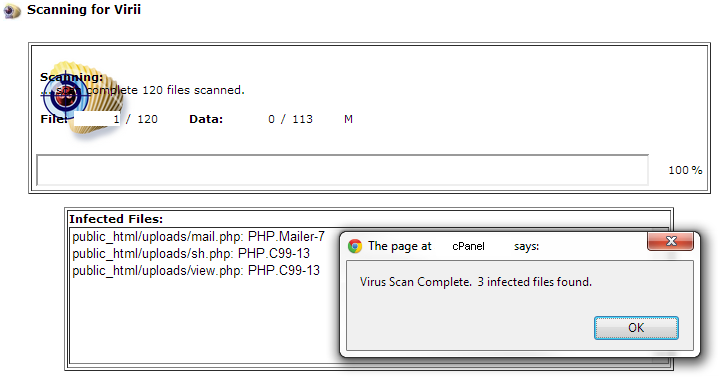 Scanning for Virii
Scanning:
scan complete 120 files scanned.
File: 1 / 120 Data: 0 / 113 M
100 %
Infected Files:
public_html/uploads/mail.php: PHP.Mailer-7
public_html/uploads/sh.php: PHP.C99-13
public_html/uploads/view.php: PHP.C99-13
The page at cPanel says:
Virus Scan Complete. 3 infected files found.
OK